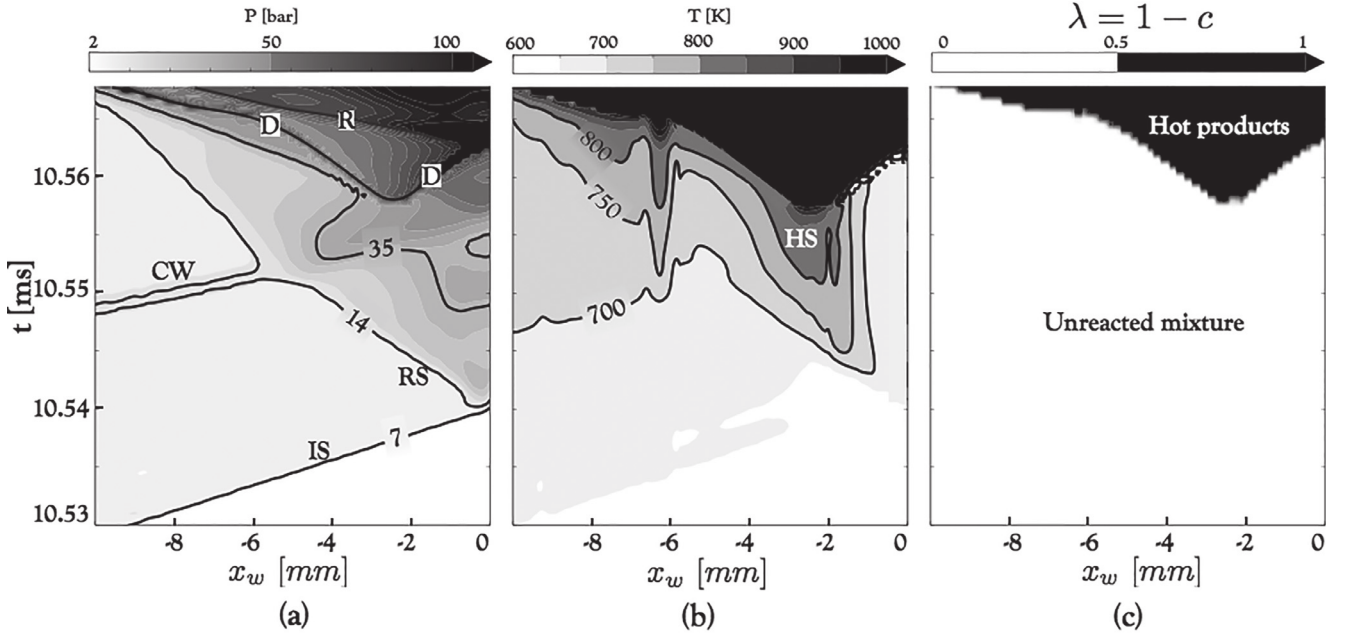 P [bar]
2 50 100
T [K]
600 700 800 900 1000
λ = 1 − c
0 0.5 1
D
R
D
10.56
35
CW
10.55
14
RS
10.54
7
IS
10.53
t [ms]
-8 -6 -4 -2 0
x_w [mm]
(a)
800
750
HS
700
-8 -6 -4 -2 0
x_w [mm]
(b)
Hot products
Unreacted mixture
-8 -6 -4 -2 0
x_w [mm]
(c)